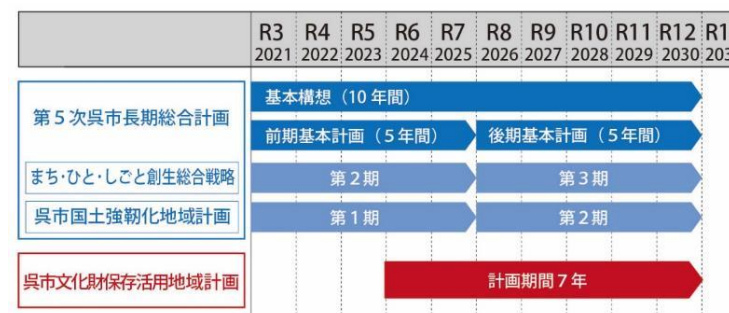 R3 R4 R5 R6 R7 R8 R9 R10 R11 R12
2021 2022 2023 2024 2025 2026 2027 2028 2029 2030
第5次呉市長期総合計画
基本構想（10年間）
前期基本計画（5年間） 後期基本計画（5年間）
まち・ひと・しごと創生総合戦略 第2期 第3期
呉市国土強靭化地域計画 第1期 第2期
呉市文化財保存活用地域計画 計画期間7年